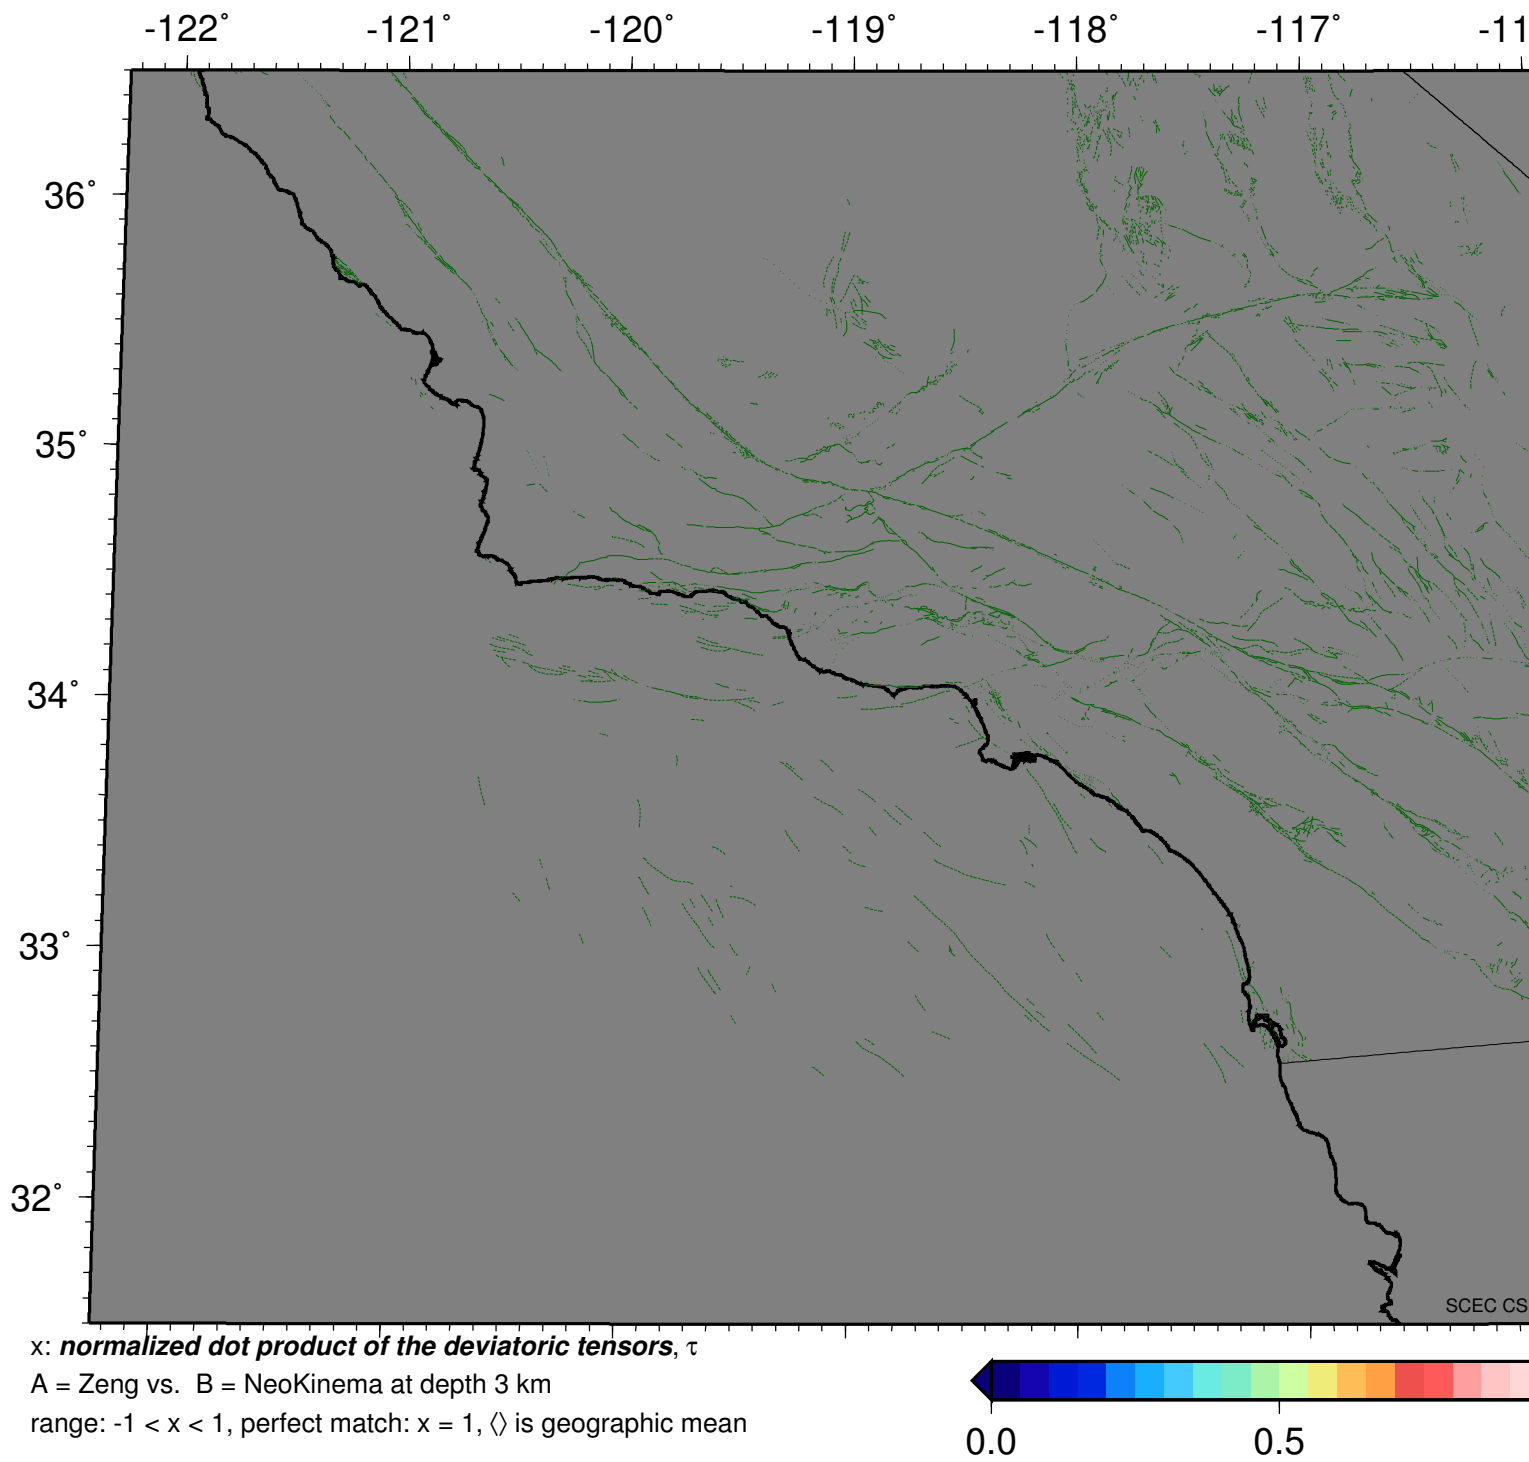 -122˚ -121˚ -120˚ -119˚ -118˚ -117˚ -11
36˚
35˚
34˚
33˚
32˚
SCEC CS
x: normalized dot product of the deviatoric tensors, τ
A = Zeng vs. B = NeoKinema at depth 3 km
range: -1 < x < 1, perfect match: x = 1, ⟨⟩ is geographic mean
0.0 0.5